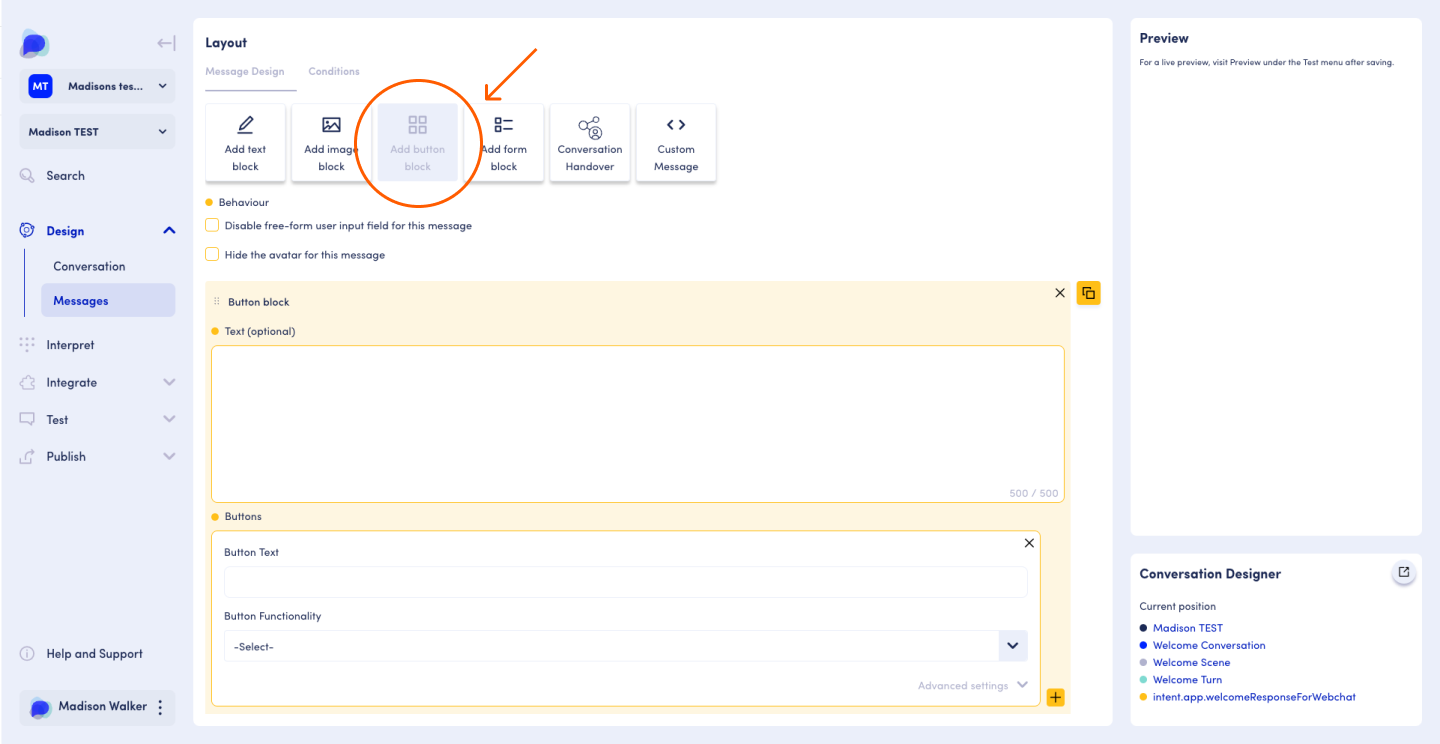 MT
Madisons tes...
Madison TEST
Search
Design
Conversation
Messages
Interpret
Integrate
Test
Publish
Help and Support
Madison Walker
Layout
Message Design
Conditions
Add text
block
Add image
block
Add button
block
Add form
block
Conversation
Handover
Custom
Message
Behaviour
Disable free-form user input field for this message
Hide the avatar for this message
Button block
Text (optional)
500 / 500
Buttons
Button Text
Button Functionality
-Select-
Advanced settings
Preview
For a live preview, visit Preview under the Test menu after saving.
Conversation Designer
Current position
Madison TEST
Welcome Conversation
Welcome Scene
Welcome Turn
intent.app.welcomeResponseForWebchat